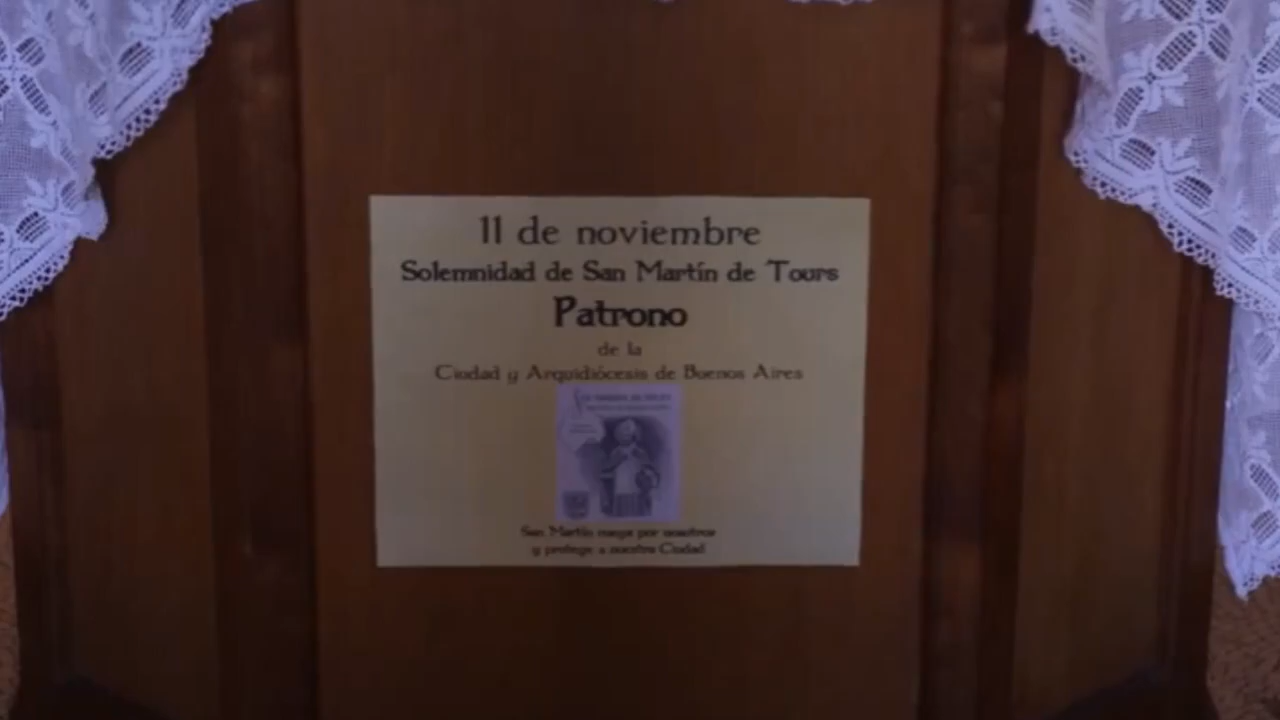 11 de noviembre
Solemnidad de San Martín de Tours
Patrono
de la
Ciudad y Arquidiócesis de Buenos Aires
San Martín ruega por nosotros
y protege a nuestra Ciudad